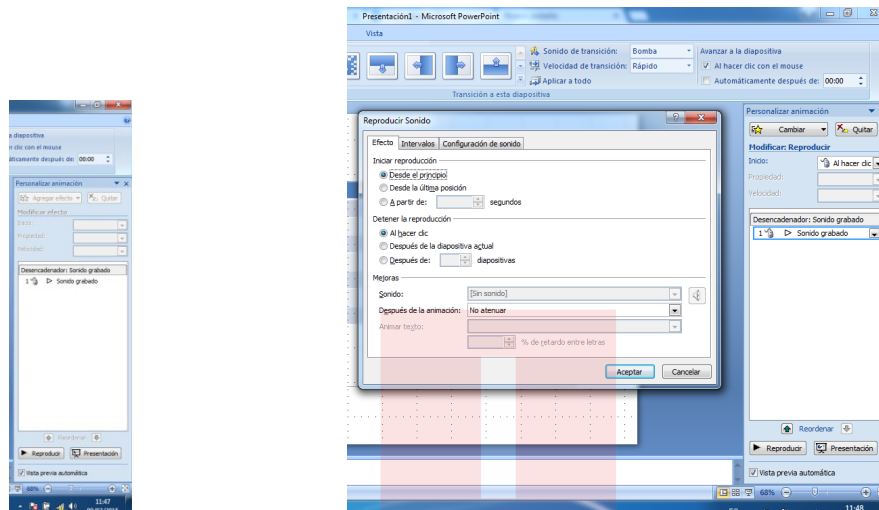 a diapositiva
r clic con el mouse
áticamente después de: 00:00
Personalizar animación
Agregar efecto
Quitar
Modificar efecto
Inicio:
Propiedad:
Velocidad:
Desencadenador: Sonido grabado
1 Sonido grabado
Reordenar
Reproducir
Presentación
Vista previa automática
68%
11:47
Presentación1 - Microsoft PowerPoint
Vista
Sonido de transición: Bomba
Velocidad de transición: Rápido
Aplicar a todo
Avanzar a la diapositiva
Al hacer clic con el mouse
Automáticamente después de: 00:00
Transición a esta diapositiva
Reproducir Sonido
Efecto Intervalos Configuración de sonido
Iniciar reproducción
Desde el principio
Desde la última posición
A partir de: segundos
Detener la reproducción
Al hacer clic
Después de la diapositiva actual
Después de: diapositivas
Mejoras
Sonido: [Sin sonido]
Después de la animación: No atenuar
Animar texto:
% de retardo entre letras
Aceptar Cancelar
Personalizar animación
Cambiar
Quitar
Modificar: Reproducir
Inicio: Al hacer clic
Propiedad:
Velocidad:
Desencadenador: Sonido grabado
1 Sonido grabado
Reordenar
Reproducir
Presentación
Vista previa automática
68%
11:48